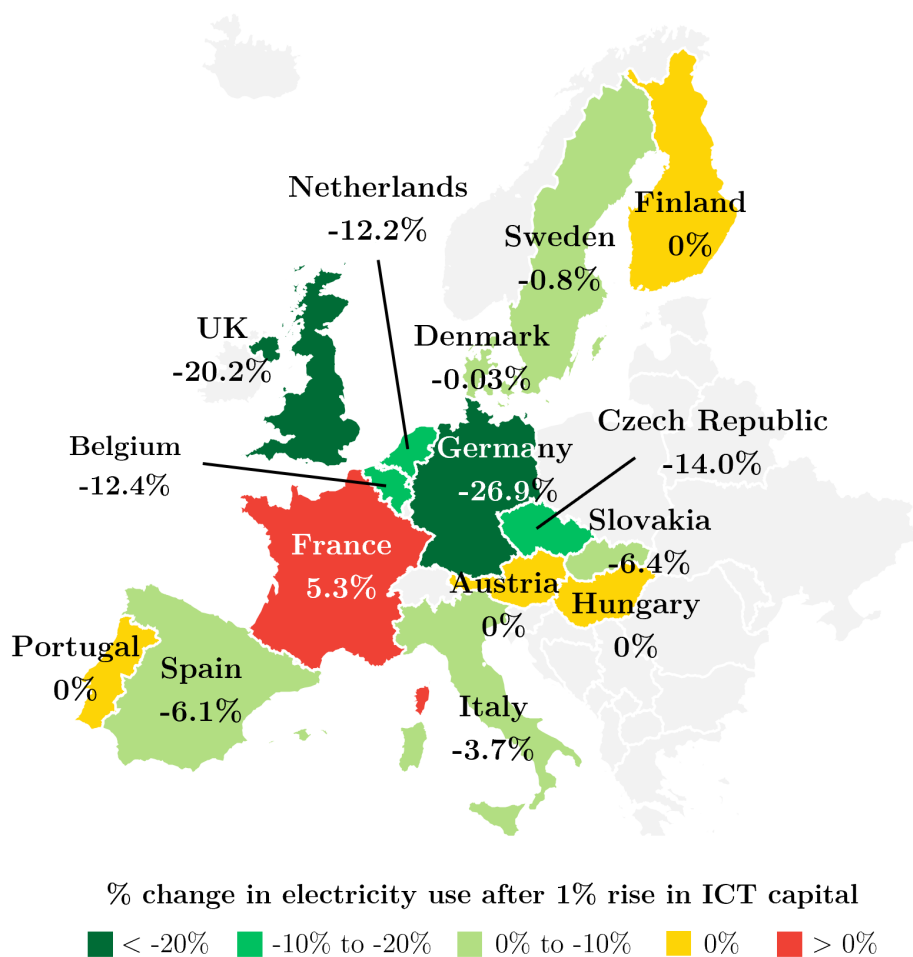 Netherlands
-12.2%
Finland
0%
Sweden
-0.8%
UK
-20.2%
Denmark
-0.03%
Czech Republic
-14.0%
Belgium
-12.4%
Germany
-26.9%
Slovakia
-6.4%
France
5.3%
Austria
0%
Hungary
0%
Portugal
0%
Spain
-6.1%
Italy
-3.7%
% change in electricity use after 1% rise in ICT capital
< -20% -10% to -20% 0% to -10% 0% > 0%